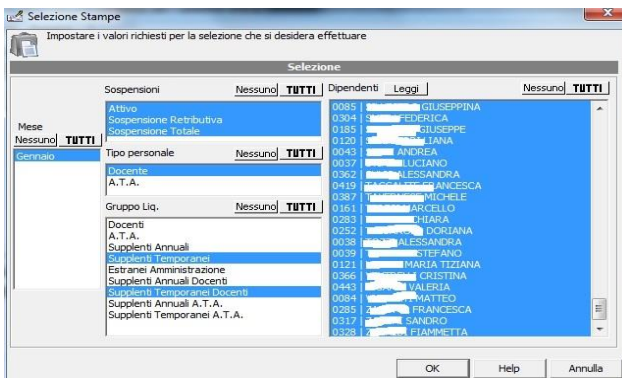 Selezione Stampe
Impostare i valori richiesti per la selezione che si desidera effettuare
Selezione
Mese
Nessuno TUTTI
Gennaio
Sospensioni Nessuno TUTTI
Attivo
Sospensione Retributiva
Sospensione Totale
Tipo personale Nessuno TUTTI
Docente
A.T.A.
Gruppo Liq. Nessuno TUTTI
Docenti
A.T.A.
Supplenti Annuali
Supplenti Temporanei
Estranei Amministrazione
Supplenti Annuali Docenti
Supplenti Temporanei Docenti
Supplenti Annuali A.T.A.
Supplenti Temporanei A.T.A.
Dipendenti Leggi Nessuno TUTTI
0085 | GIUSEPPINA
0304 | FEDERICA
0185 | GIUSEPPE
0120 | LIANA
0043 | ANDREA
0037 | LUCIANO
0362 | ALESSANDRA
0419 | FRANCESCA
0387 | MICHELE
0161 | MARCELLO
0283 | CHIARA
0252 | DORIANA
0038 | ALESSANDRA
0039 | STEFANO
0121 | MARIA TIZIANA
0366 | CRISTINA
0443 | VALERIA
0084 | MATTEO
0285 | FRANCESCA
0317 | SANDRO
0328 | FIAMMETTA
OK Help Annulla